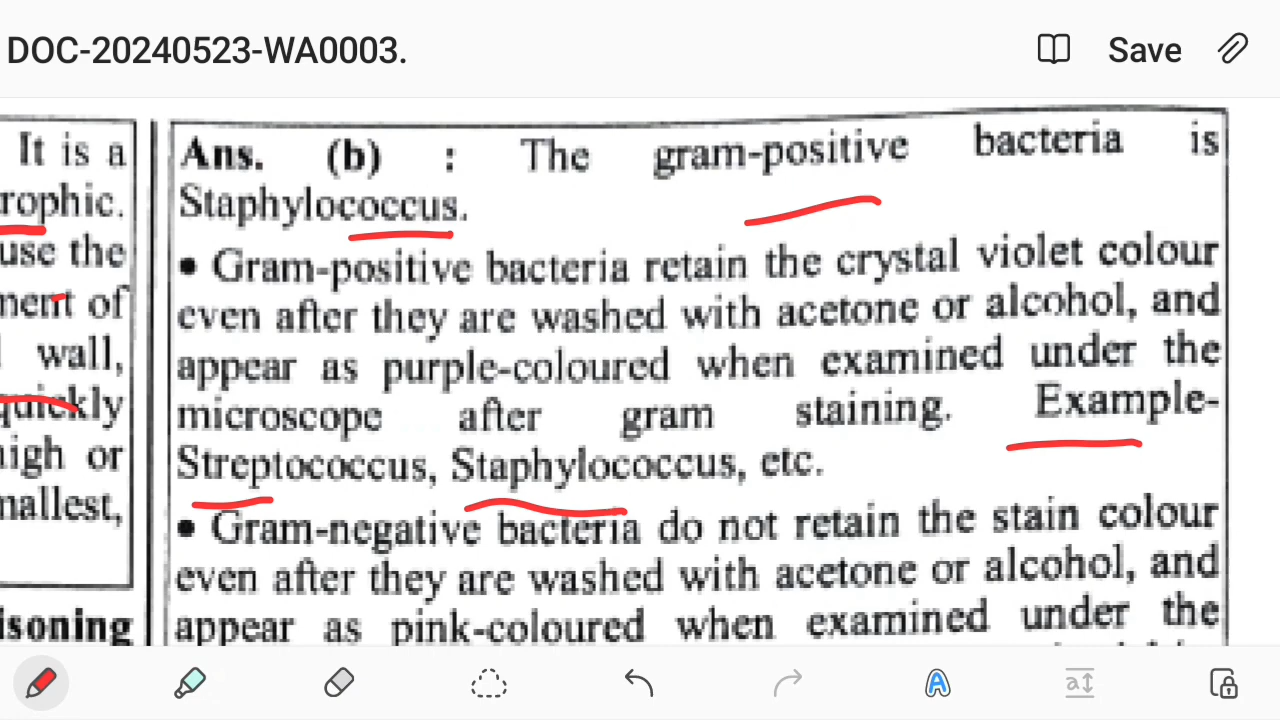 DOC-20240523-WA0003.
Save
It is a
rophic.
use the
ment of
wall,
quickly
nigh or
mallest,
isoning
Ans. (b) : The gram-positive bacteria is
Staphylococcus.
• Gram-positive bacteria retain the crystal violet colour
even after they are washed with acetone or alcohol, and
appear as purple-coloured when examined under the
microscope after gram staining. Example-
Streptococcus, Staphylococcus, etc.
• Gram-negative bacteria do not retain the stain colour
even after they are washed with acetone or alcohol, and
appear as pink-coloured when examined under the